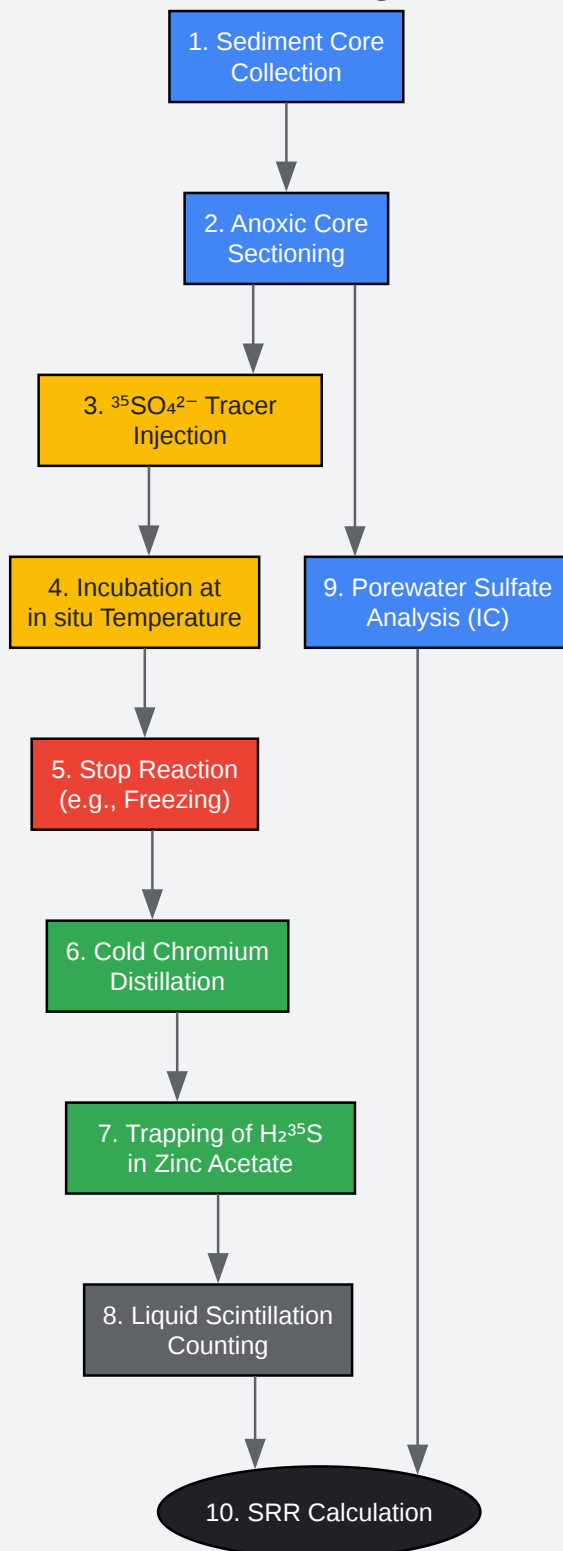 1. Sediment Core
Collection
2. Anoxic Core
Sectioning
3. ³⁵SO₄²⁻ Tracer
Injection
4. Incubation at
in situ Temperature
9. Porewater Sulfate
Analysis (IC)
5. Stop Reaction
(e.g., Freezing)
6. Cold Chromium
Distillation
7. Trapping of H₂³⁵S
in Zinc Acetate
8. Liquid Scintillation
Counting
10. SRR Calculation